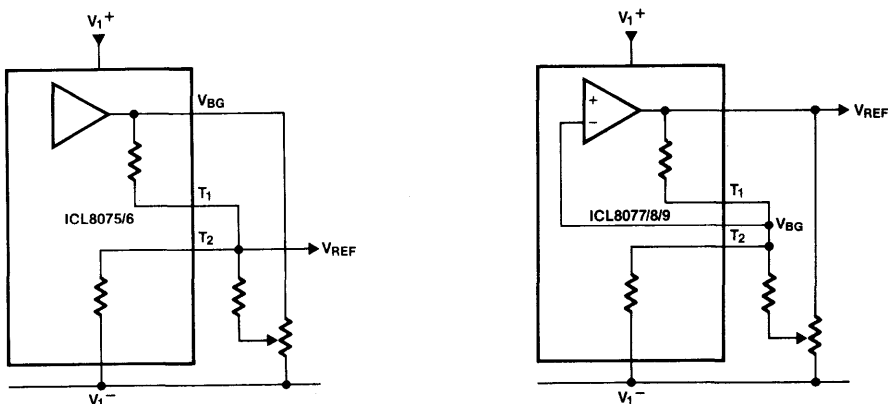 V1+
VBG
T1
ICL8075/6
T2
VREF
V1−
V1+
+
−
VREF
T1
ICL8077/8/9
VBG
T2
V1−